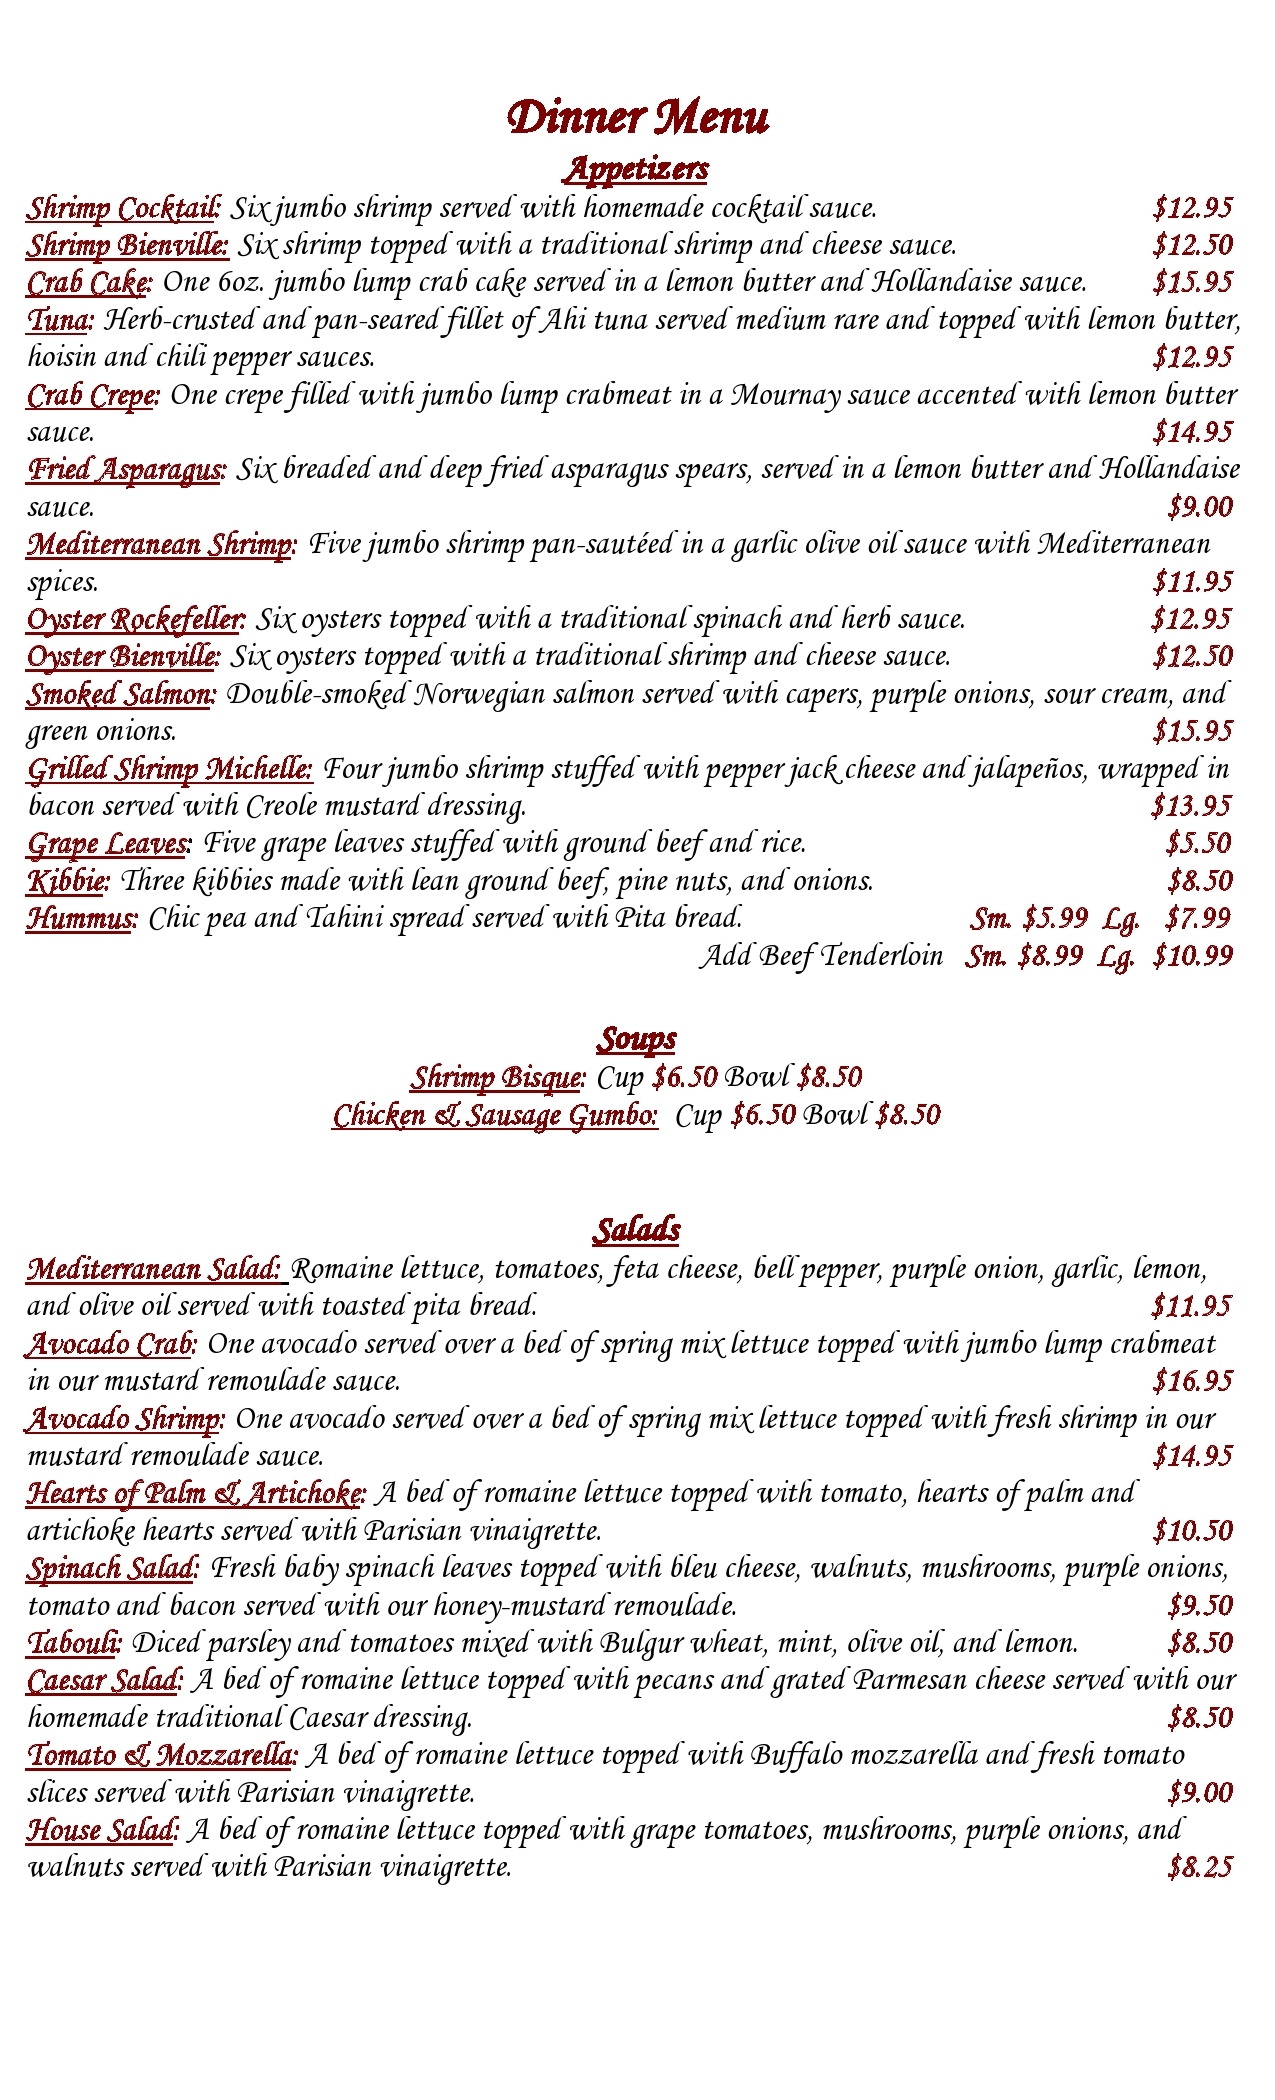 Dinner Menu
Appetizers
Shrimp Cocktail: Six jumbo shrimp served with homemade cocktail sauce. $12.95
Shrimp Bienville: Six shrimp topped with a traditional shrimp and cheese sauce. $12.50
Crab Cake: One 6oz. jumbo lump crab cake served in a lemon butter and Hollandaise sauce. $15.95
Tuna: Herb-crusted and pan-seared fillet of Ahi tuna served medium rare and topped with lemon butter,
hoisin and chili pepper sauces. $12.95
Crab Crepe: One crepe filled with jumbo lump crabmeat in a Mournay sauce accented with lemon butter
sauce. $14.95
Fried Asparagus: Six breaded and deep fried asparagus spears, served in a lemon butter and Hollandaise
sauce. $9.00
Mediterranean Shrimp: Five jumbo shrimp pan-sautéed in a garlic olive oil sauce with Mediterranean
spices. $11.95
Oyster Rockefeller: Six oysters topped with a traditional spinach and herb sauce. $12.95
Oyster Bienville: Six oysters topped with a traditional shrimp and cheese sauce. $12.50
Smoked Salmon: Double-smoked Norwegian salmon served with capers, purple onions, sour cream, and
green onions. $15.95
Grilled Shrimp Michelle: Four jumbo shrimp stuffed with pepper jack cheese and jalapeños, wrapped in
bacon served with Creole mustard dressing. $13.95
Grape Leaves: Five grape leaves stuffed with ground beef and rice. $5.50
Kibbie: Three kibbies made with lean ground beef, pine nuts, and onions. $8.50
Hummus: Chic pea and Tahini spread served with Pita bread. Sm. $5.99 Lg. $7.99
Add Beef Tenderloin Sm. $8.99 Lg. $10.99
Soups
Shrimp Bisque: Cup $6.50 Bowl $8.50
Chicken & Sausage Gumbo: Cup $6.50 Bowl $8.50
Salads
Mediterranean Salad: Romaine lettuce, tomatoes, feta cheese, bell pepper, purple onion, garlic, lemon,
and olive oil served with toasted pita bread. $11.95
Avocado Crab: One avocado served over a bed of spring mix lettuce topped with jumbo lump crabmeat
in our mustard remoulade sauce. $16.95
Avocado Shrimp: One avocado served over a bed of spring mix lettuce topped with fresh shrimp in our
mustard remoulade sauce. $14.95
Hearts of Palm & Artichoke: A bed of romaine lettuce topped with tomato, hearts of palm and
artichoke hearts served with Parisian vinaigrette. $10.50
Spinach Salad: Fresh baby spinach leaves topped with bleu cheese, walnuts, mushrooms, purple onions,
tomato and bacon served with our honey-mustard remoulade. $9.50
Tabouli: Diced parsley and tomatoes mixed with Bulgur wheat, mint, olive oil, and lemon. $8.50
Caesar Salad: A bed of romaine lettuce topped with pecans and grated Parmesan cheese served with our
homemade traditional Caesar dressing. $8.50
Tomato & Mozzarella: A bed of romaine lettuce topped with Buffalo mozzarella and fresh tomato
slices served with Parisian vinaigrette. $9.00
House Salad: A bed of romaine lettuce topped with grape tomatoes, mushrooms, purple onions, and
walnuts served with Parisian vinaigrette. $8.25